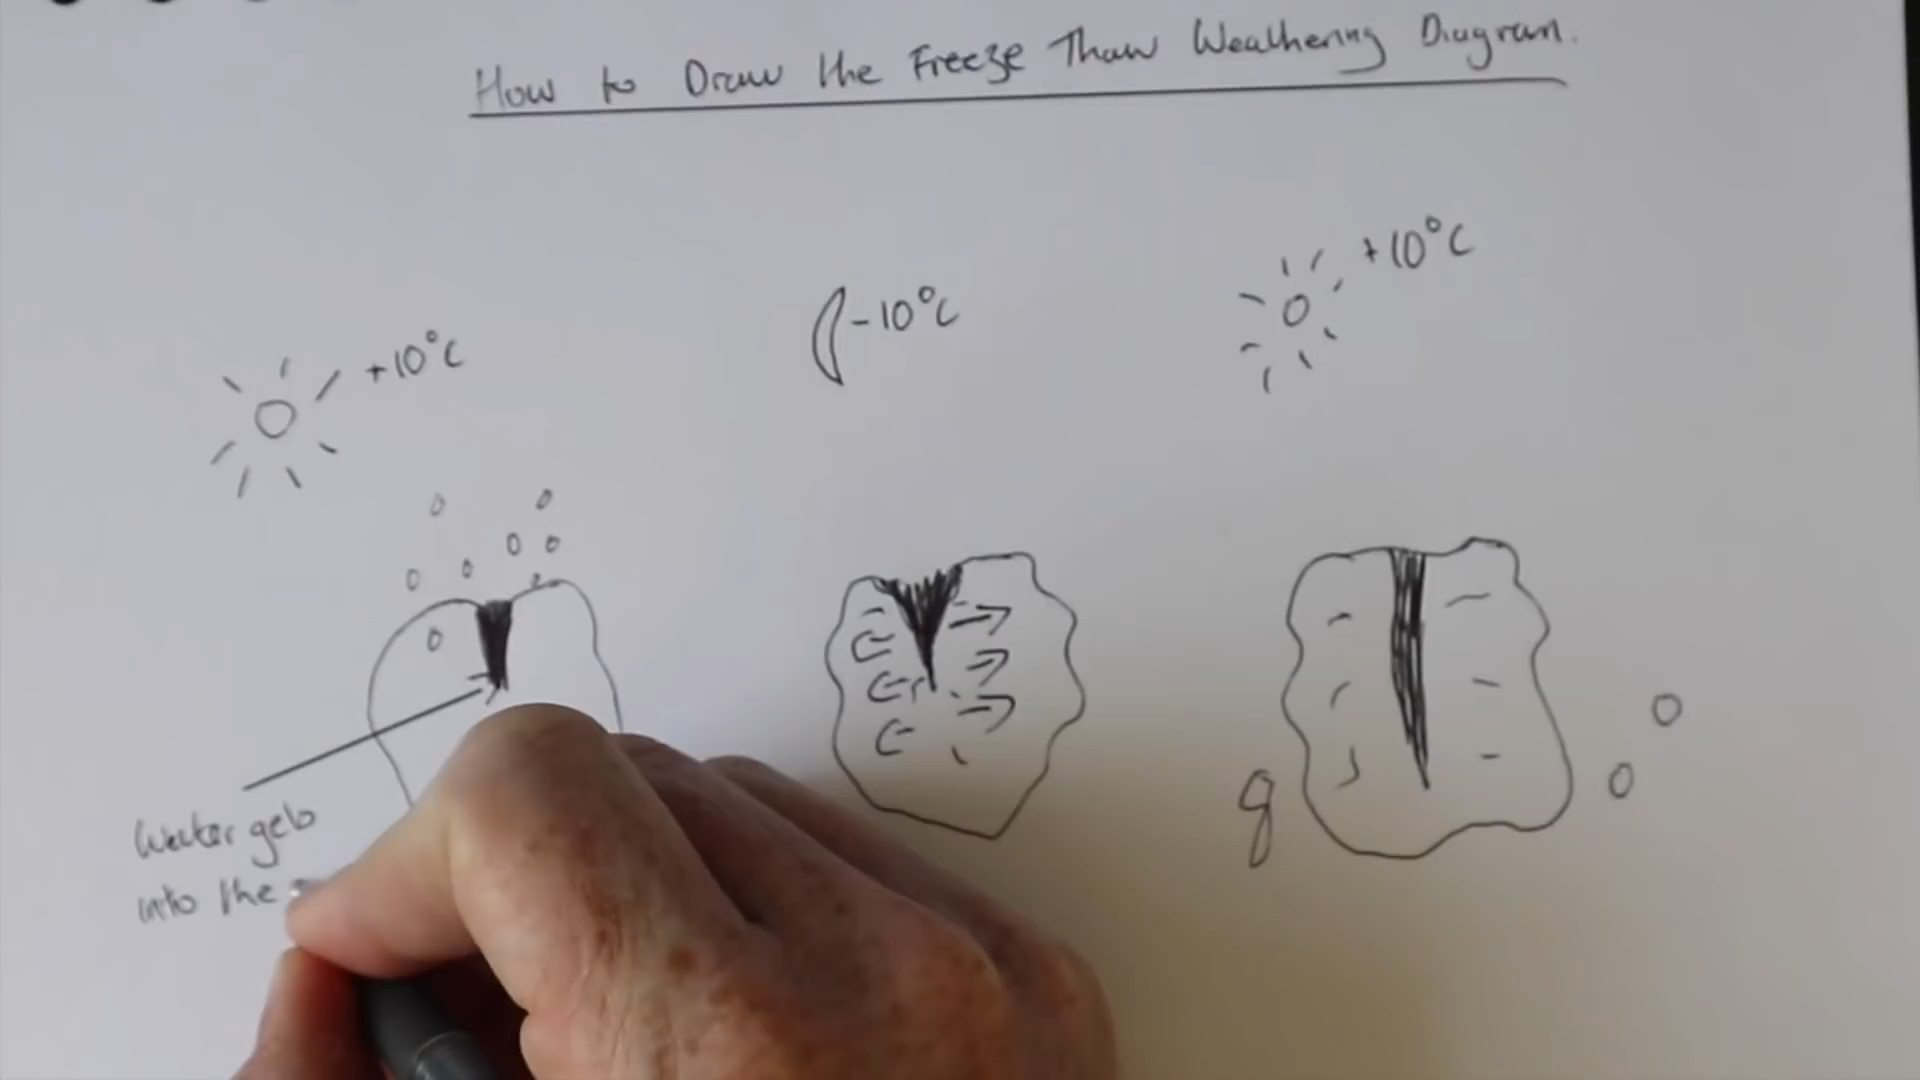 How to Draw the Freeze Thaw Weathering Diagram.
+10°C
-10°C
+10°C
Water gets
into the